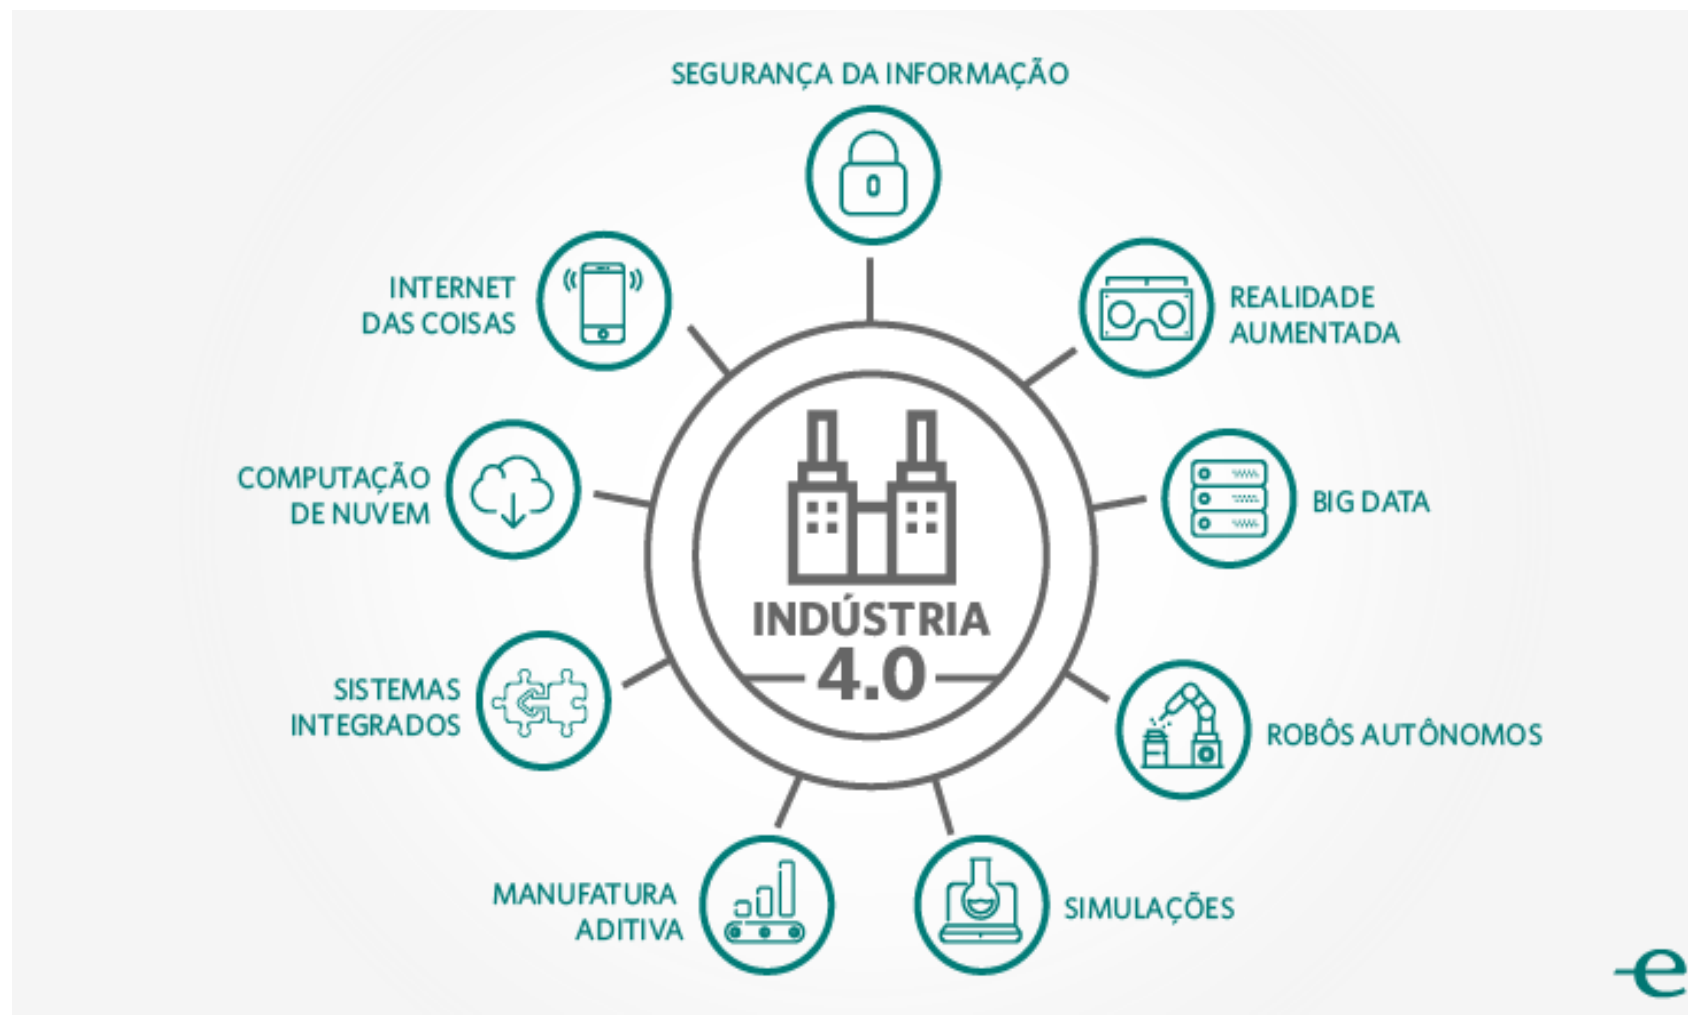 SEGURANÇA DA INFORMAÇÃO
INTERNET
DAS COISAS
REALIDADE
AUMENTADA
COMPUTAÇÃO
DE NUVEM
BIG DATA
INDÚSTRIA
4.0
SISTEMAS
INTEGRADOS
ROBÔS AUTÔNOMOS
MANUFATURA
ADITIVA
SIMULAÇÕES
e